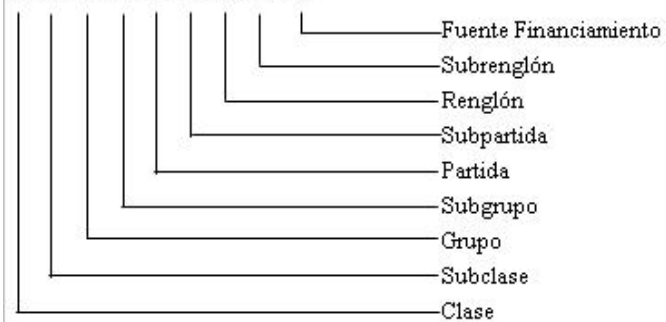 Fuente Financiamiento
Subrenglón
Renglón
Subpartida
Partida
Subgrupo
Grupo
Subclase
Clase